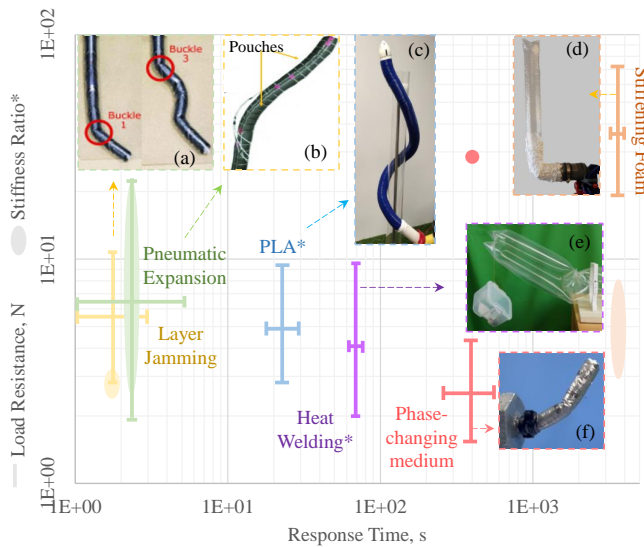 1E+02
Buckle
3
Buckle
1
(a)
Pouches
(b)
(c)
(d)
Stiffening Foam
Stiffness Ratio*
Load Resistance, N
1E+01
Pneumatic
Expansion
PLA*
(e)
Layer
Jamming
Heat
Welding*
Phase-
changing
medium
(f)
1E+00
1E+00
1E+01
1E+02
1E+03
Response Time, s